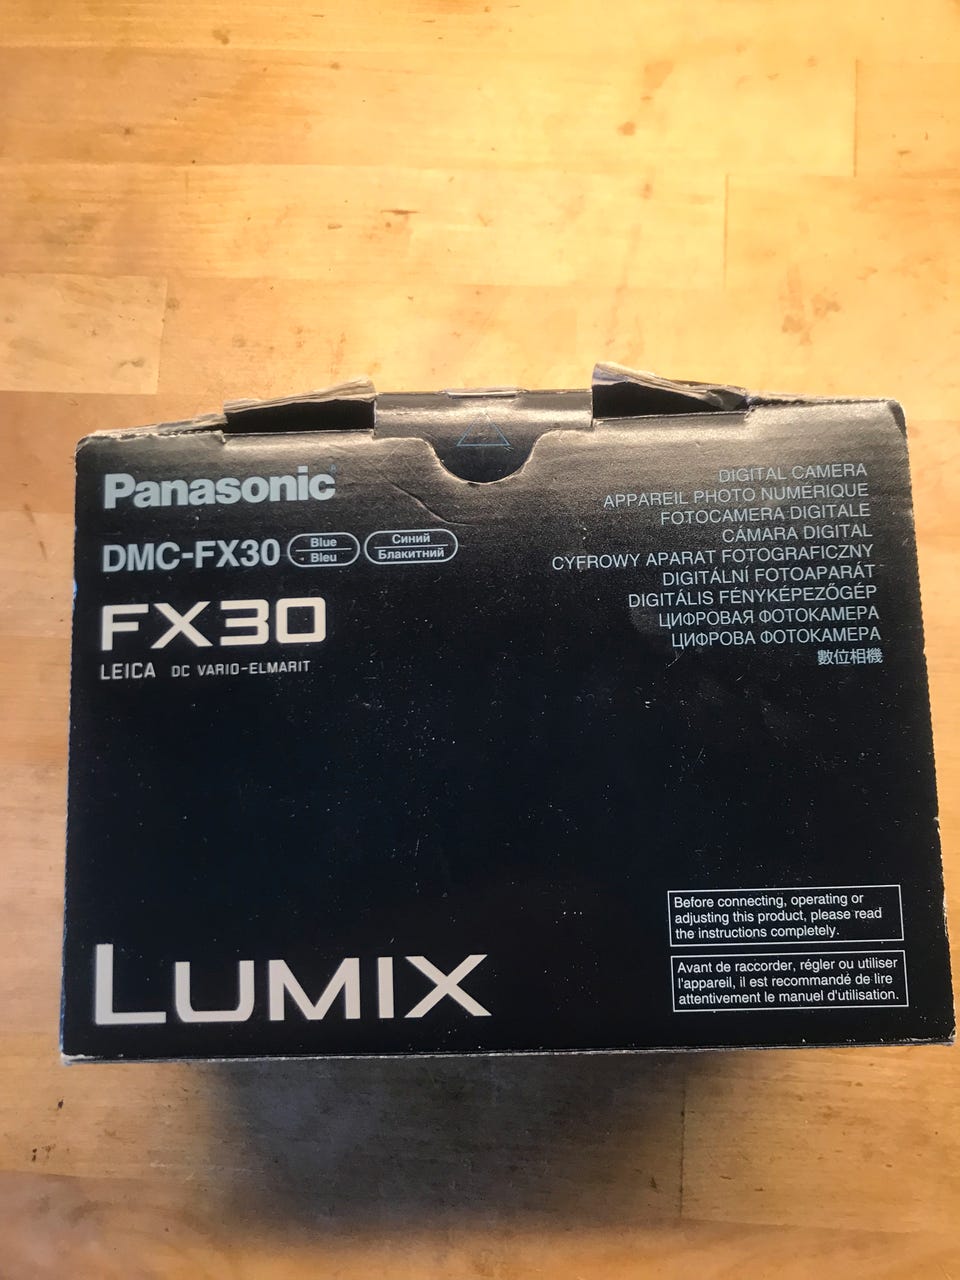 Panasonic
DMC-FX30 Blue Bleu Синий Блакитний
FX30
LEICA DC VARIO-ELMARIT
DIGITAL CAMERA
APPAREIL PHOTO NUMÉRIQUE
FOTOCAMERA DIGITALE
CÁMARA DIGITAL
CYFROWY APARAT FOTOGRAFICZNY
DIGITÁLNÍ FOTOAPARÁT
DIGITÁLIS FÉNYKÉPEZŐGÉP
ЦИФРОВАЯ ФОТОКАМЕРА
ЦИФРОВА ФОТОКАМЕРА
數位相機
Before connecting, operating or
adjusting this product, please read
the instructions completely.
Avant de raccorder, régler ou utiliser
l'appareil, il est recommandé de lire
attentivement le manuel d'utilisation.
LUMIX